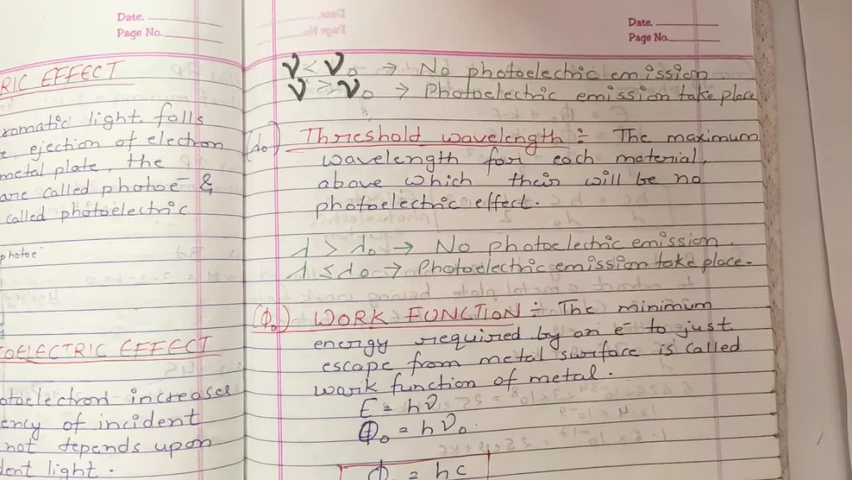 Date.
Page No.
RIC EFFECT
romatic light falls
e, ejection of electron
metal plate, the
are called photoe⁻ &
called photoelectric
photoe⁻
OELECTRIC EFFECT
otoelectron increases
ency of incident
not depends upon
dent light.
Date.
Page No.
ν < ν₀ → No photoelectric emission
ν ≥ ν₀ → Photoelectric emission take place
(λ₀) Threshold wavelength ÷ The maximum
wavelength for each material,
above which their will be no
photoelectric effect.
λ > λ₀ → No photoelectric emission.
λ ≤ λ₀ → Photoelectric emission take place.
(Φ₀) WORK FUNCTION ÷ The minimum
energy required by an e⁻ to just
escape from metal surface is called
work function of metal.
E = hν
Φ₀ = hν₀
Φ = hc